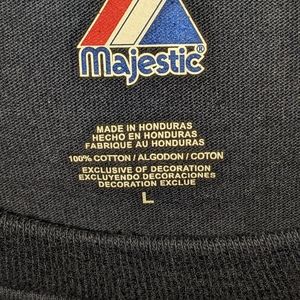 Majestic®
MADE IN HONDURAS
HECHO EN HONDURAS
FABRIQUE AU HONDURAS
100% COTTON / ALGODON / COTON
EXCLUSIVE OF DECORATION
EXCLUYENDO DECORACIONES
DECORATION EXCLUE
L